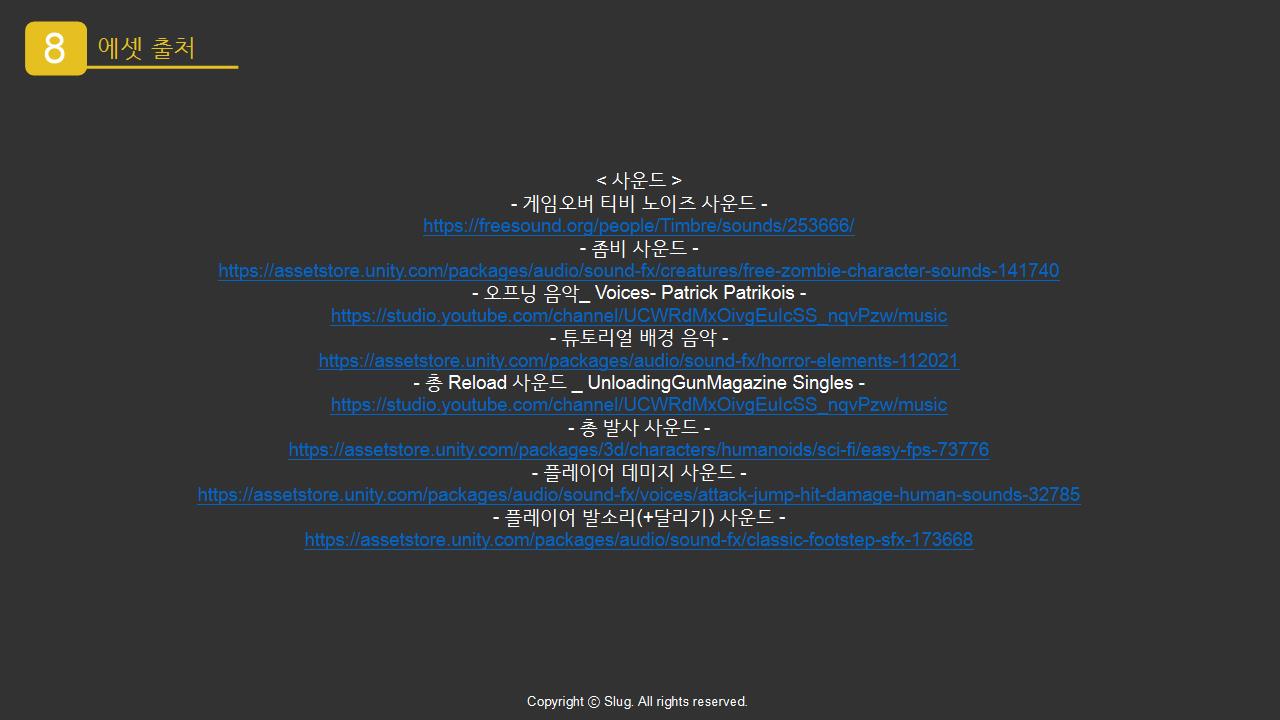 8
에셋 출처
< 사운드 >
- 게임오버 티비 노이즈 사운드 -
https://freesound.org/people/Timbre/sounds/253666/
- 좀비 사운드 -
https://assetstore.unity.com/packages/audio/sound-fx/creatures/free-zombie-character-sounds-141740
- 오프닝 음악_ Voices- Patrick Patrikois -
https://studio.youtube.com/channel/UCWRdMxOivgEuIcSS_nqvPzw/music
- 튜토리얼 배경 음악 -
https://assetstore.unity.com/packages/audio/sound-fx/horror-elements-112021
- 총 Reload 사운드 _ UnloadingGunMagazine Singles -
https://studio.youtube.com/channel/UCWRdMxOivgEuIcSS_nqvPzw/music
- 총 발사 사운드 -
https://assetstore.unity.com/packages/3d/characters/humanoids/sci-fi/easy-fps-73776
- 플레이어 데미지 사운드 -
https://assetstore.unity.com/packages/audio/sound-fx/voices/attack-jump-hit-damage-human-sounds-32785
- 플레이어 발소리(+달리기) 사운드 -
https://assetstore.unity.com/packages/audio/sound-fx/classic-footstep-sfx-173668
Copyright ⓒ Slug. All rights reserved.